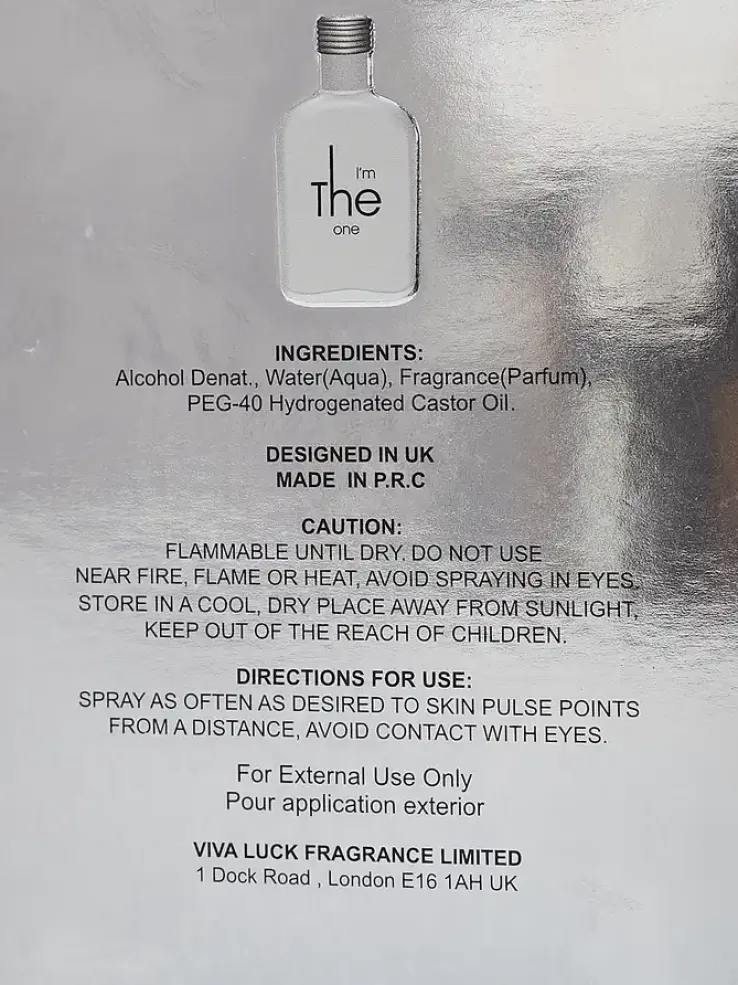 I'm
The
one
INGREDIENTS:
Alcohol Denat., Water(Aqua), Fragrance(Parfum),
PEG-40 Hydrogenated Castor Oil.
DESIGNED IN UK
MADE IN P.R.C
CAUTION:
FLAMMABLE UNTIL DRY. DO NOT USE
NEAR FIRE, FLAME OR HEAT, AVOID SPRAYING IN EYES.
STORE IN A COOL, DRY PLACE AWAY FROM SUNLIGHT,
KEEP OUT OF THE REACH OF CHILDREN.
DIRECTIONS FOR USE:
SPRAY AS OFTEN AS DESIRED TO SKIN PULSE POINTS
FROM A DISTANCE, AVOID CONTACT WITH EYES.
For External Use Only
Pour application exterior
VIVA LUCK FRAGRANCE LIMITED
1 Dock Road , London E16 1AH UK